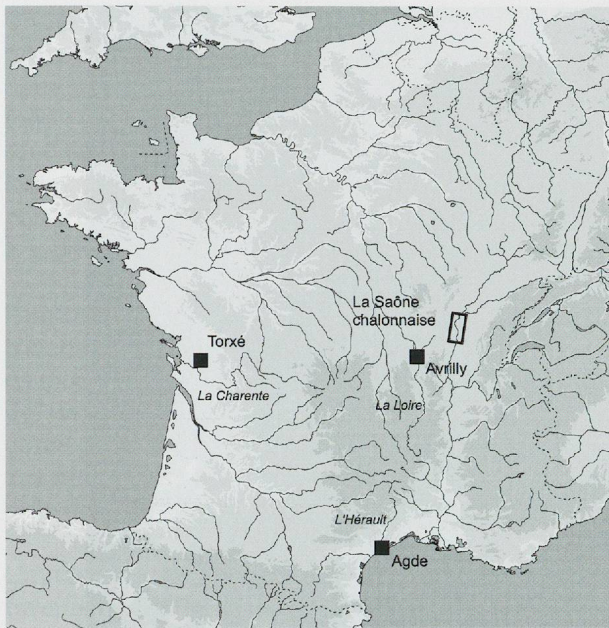 La Saône
chalonnaise
Torxé
Avrilly
La Charente
La Loire
L'Hérault
Agde